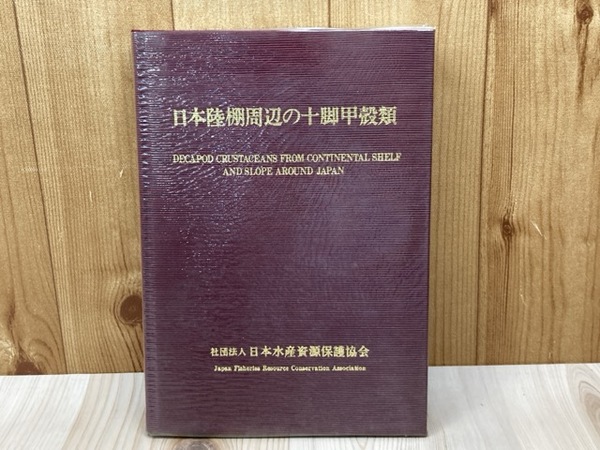 日本陸棚周辺の十脚甲殻類
DECAPOD CRUSTACEANS FROM CONTINENTAL SHELF
AND SLOPE AROUND JAPAN
社団法人 日本水産資源保護協会
Japan Fisheries Resource Conservation Association